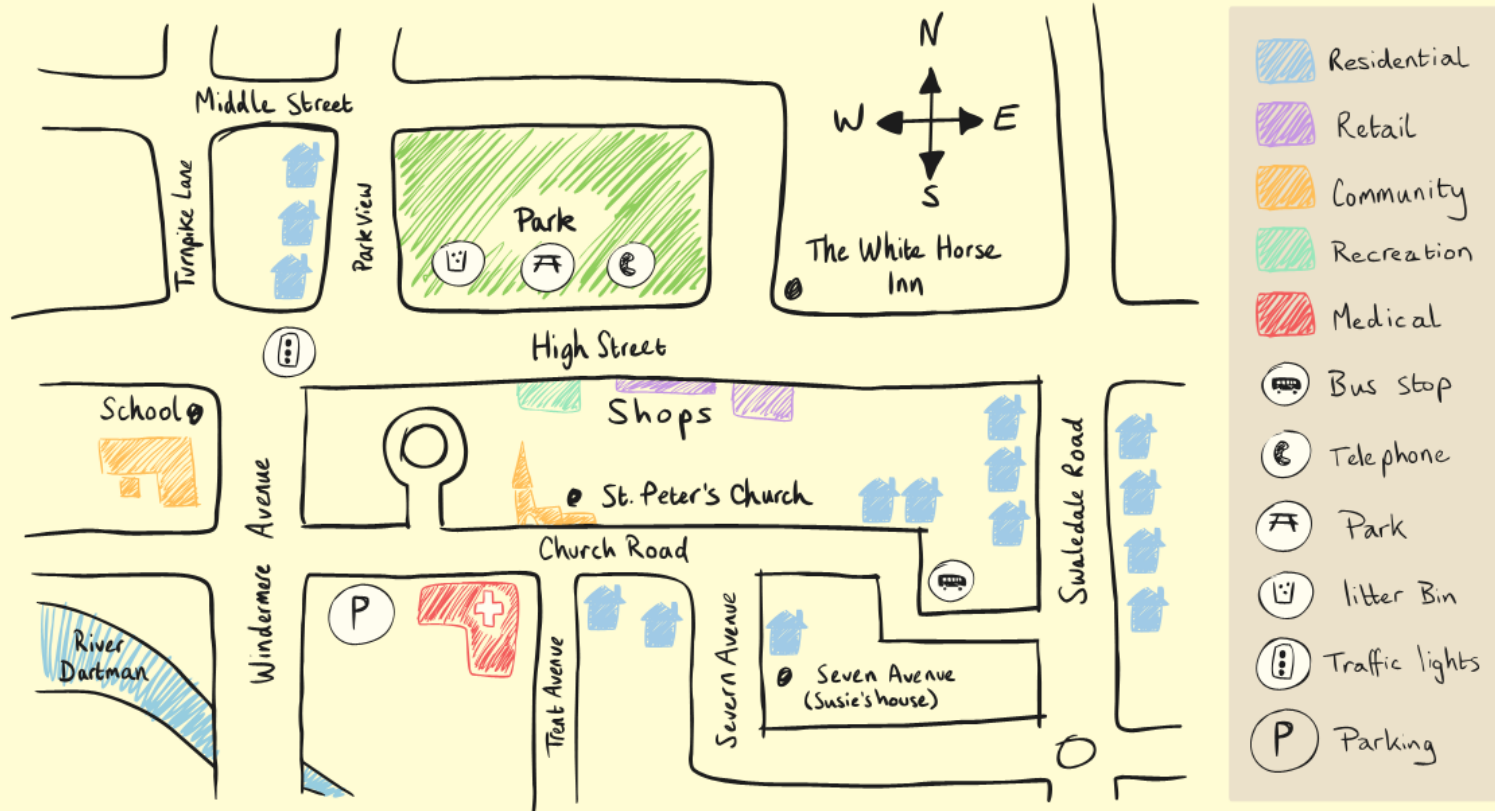 N
W
E
S
Middle Street
Turnpike Lane
Park View
Park
The White Horse
Inn
High Street
School
Shops
Windermere Avenue
St. Peter's Church
Church Road
Swaledale Road
P
River
Dartman
Trent Avenue
Severn Avenue
Seven Avenue
(Susie's house)
Residential
Retail
Community
Recreation
Medical
Bus stop
Telephone
Park
litter Bin
Traffic lights
P
Parking